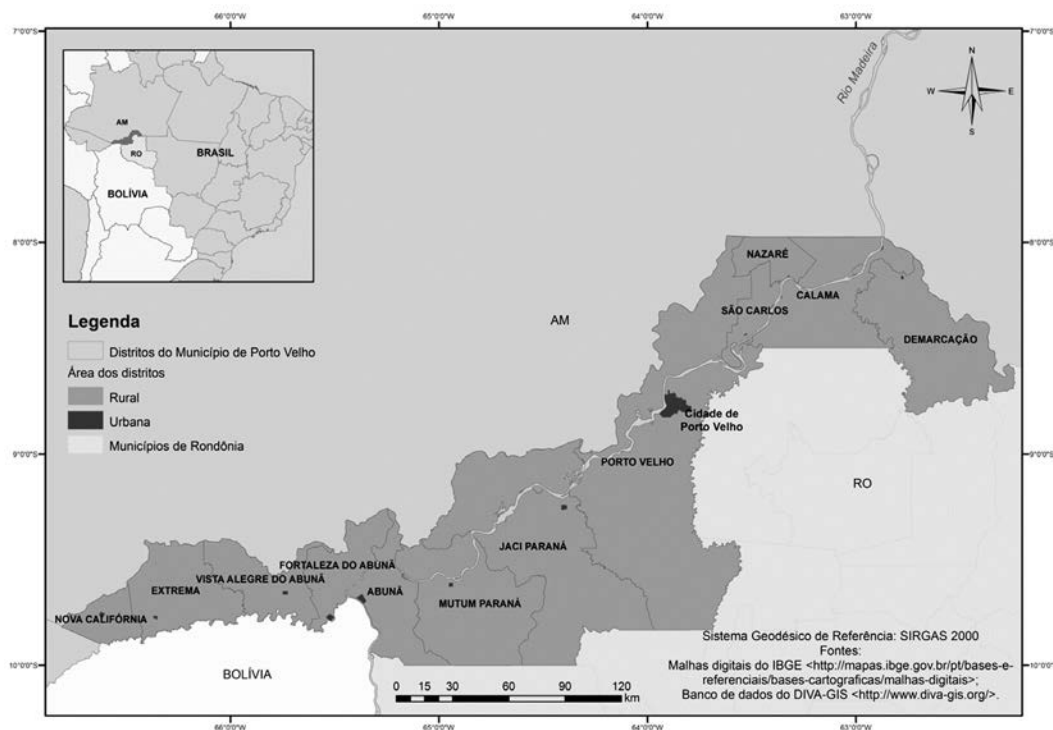 66°0'0"W
65°0'0"W
64°0'0"W
63°0'0"W
7°0'0"S
7°0'0"S
AM
RO
BRASIL
BOLÍVIA
Rio Madeira
N
W
E
S
8°0'0"S
8°0'0"S
NAZARÉ
CALAMA
SÃO CARLOS
DEMARCAÇÃO
AM
Legenda
Distritos do Município de Porto Velho
Área dos distritos
Rural
Urbana
Municípios de Rondônia
Cidade de
Porto Velho
9°0'0"S
9°0'0"S
PORTO VELHO
RO
JACI PARANÁ
FORTALEZA DO ABUNÃ
VISTA ALEGRE DO ABUNÃ
EXTREMA
ABUNÃ
MUTUM PARANÁ
NOVA CALIFÓRNIA
BOLÍVIA
10°0'0"S
10°0'0"S
Sistema Geodésico de Referência: SIRGAS 2000
Fontes:
Malhas digitais do IBGE <http://mapas.ibge.gov.br/pt/bases-e-
referenciais/bases-cartograficas/malhas-digitais>;
Banco de dados do DIVA-GIS <http://www.diva-gis.org/>.
0 15 30 60 90 120
km
66°0'0"W
65°0'0"W
64°0'0"W
63°0'0"W